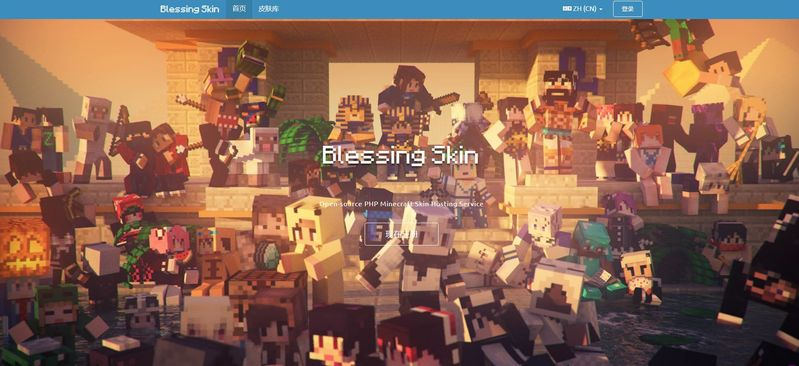 Blessing Skin 首页 皮肤库 ZH (CN) 登录
Blessing Skin
Open-source PHP Minecraft Skin Hosting Service
现在注册